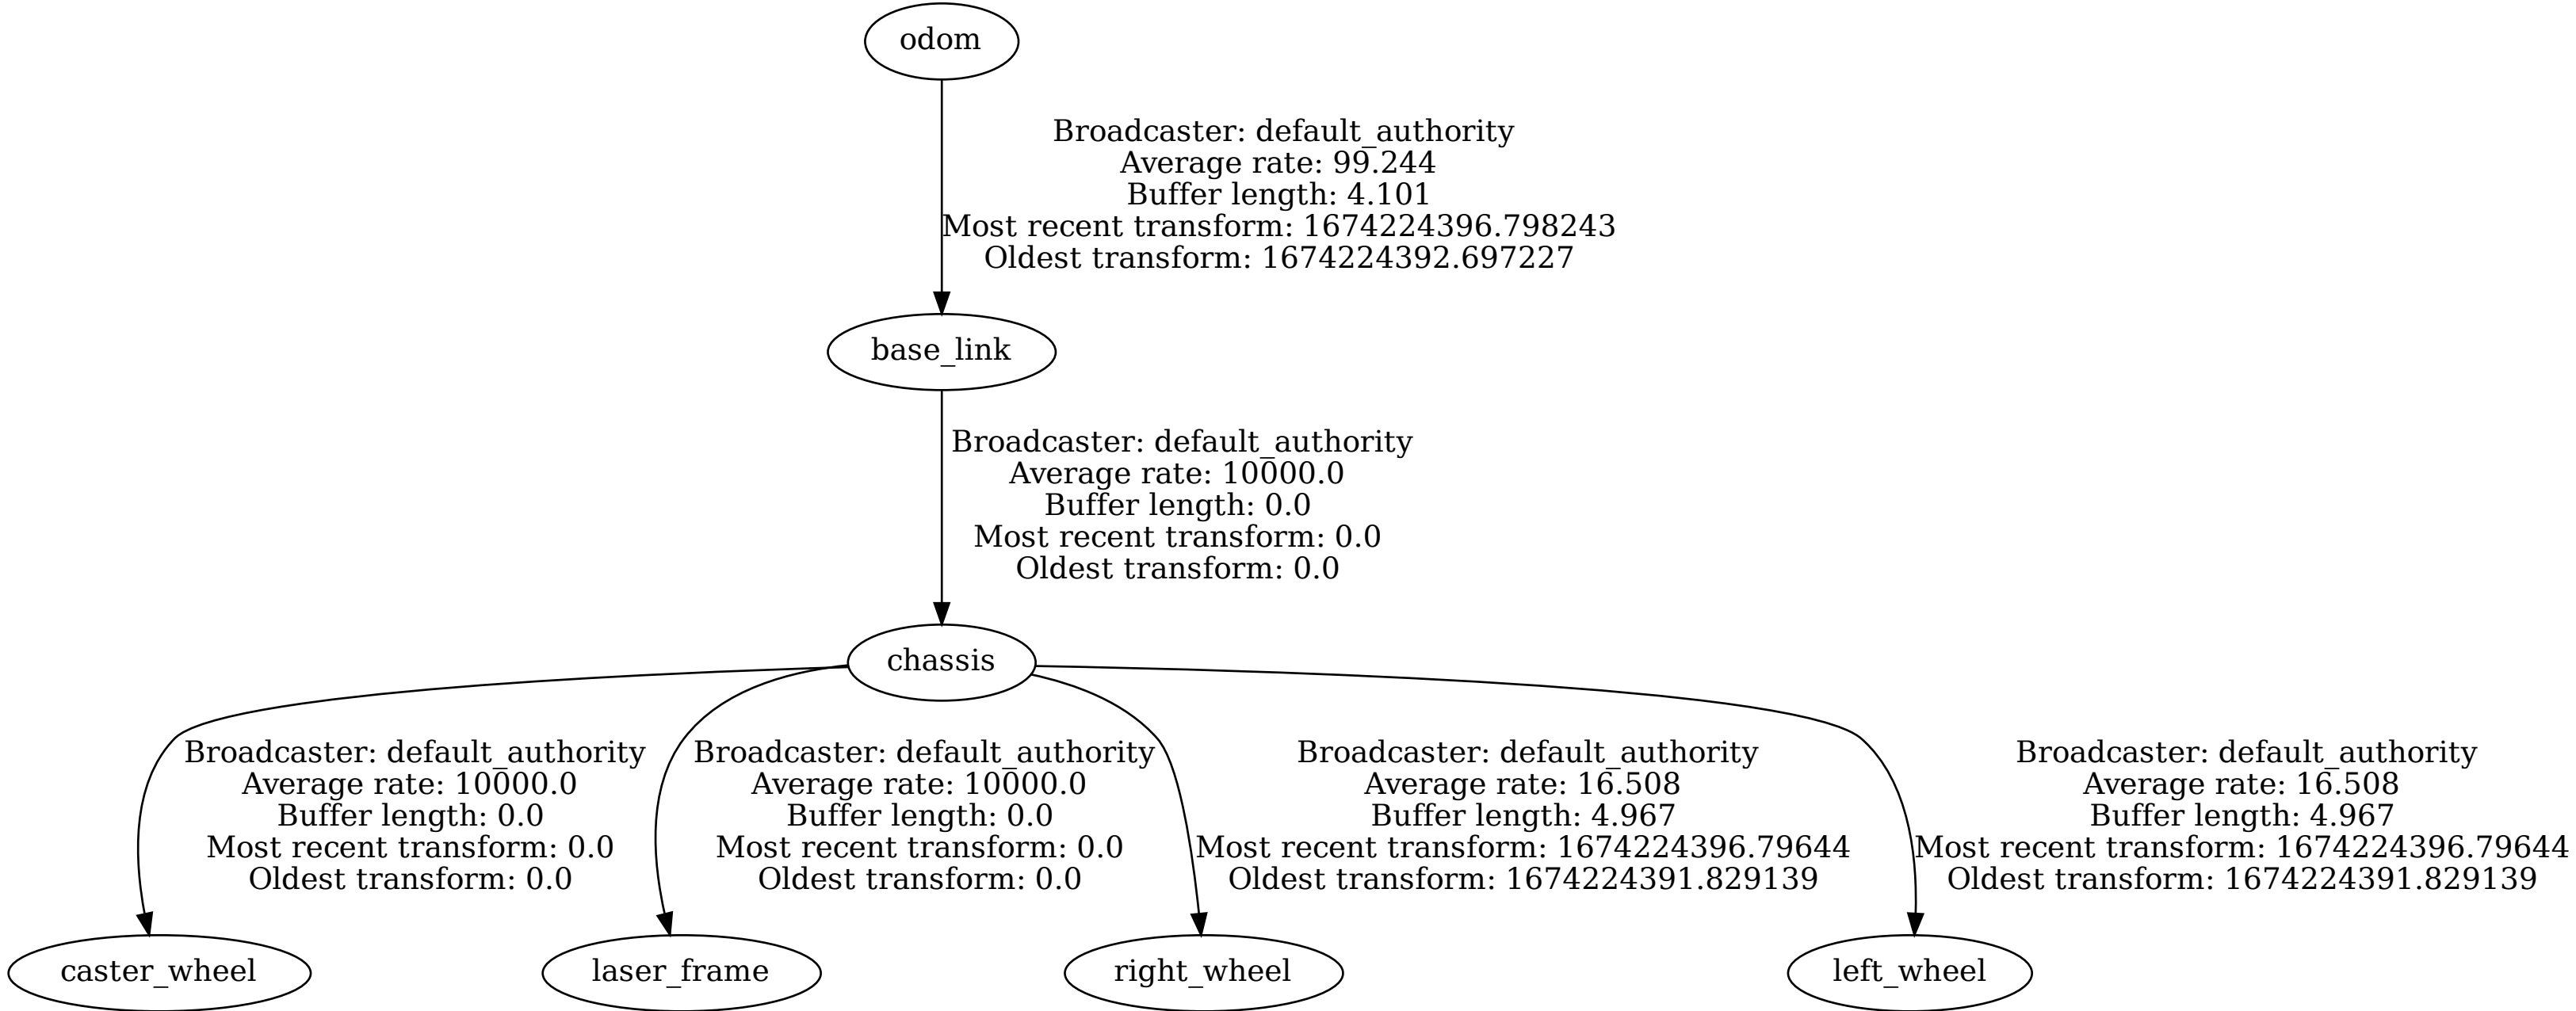 odom
Broadcaster: default_authority
Average rate: 99.244
Buffer length: 4.101
Most recent transform: 1674224396.798243
Oldest transform: 1674224392.697227
base_link
Broadcaster: default_authority
Average rate: 10000.0
Buffer length: 0.0
Most recent transform: 0.0
Oldest transform: 0.0
chassis
Broadcaster: default_authority
Average rate: 10000.0
Buffer length: 0.0
Most recent transform: 0.0
Oldest transform: 0.0
Broadcaster: default_authority
Average rate: 10000.0
Buffer length: 0.0
Most recent transform: 0.0
Oldest transform: 0.0
Broadcaster: default_authority
Average rate: 16.508
Buffer length: 4.967
Most recent transform: 1674224396.79644
Oldest transform: 1674224391.829139
Broadcaster: default_authority
Average rate: 16.508
Buffer length: 4.967
Most recent transform: 1674224396.79644
Oldest transform: 1674224391.829139
caster_wheel
laser_frame
right_wheel
left_wheel